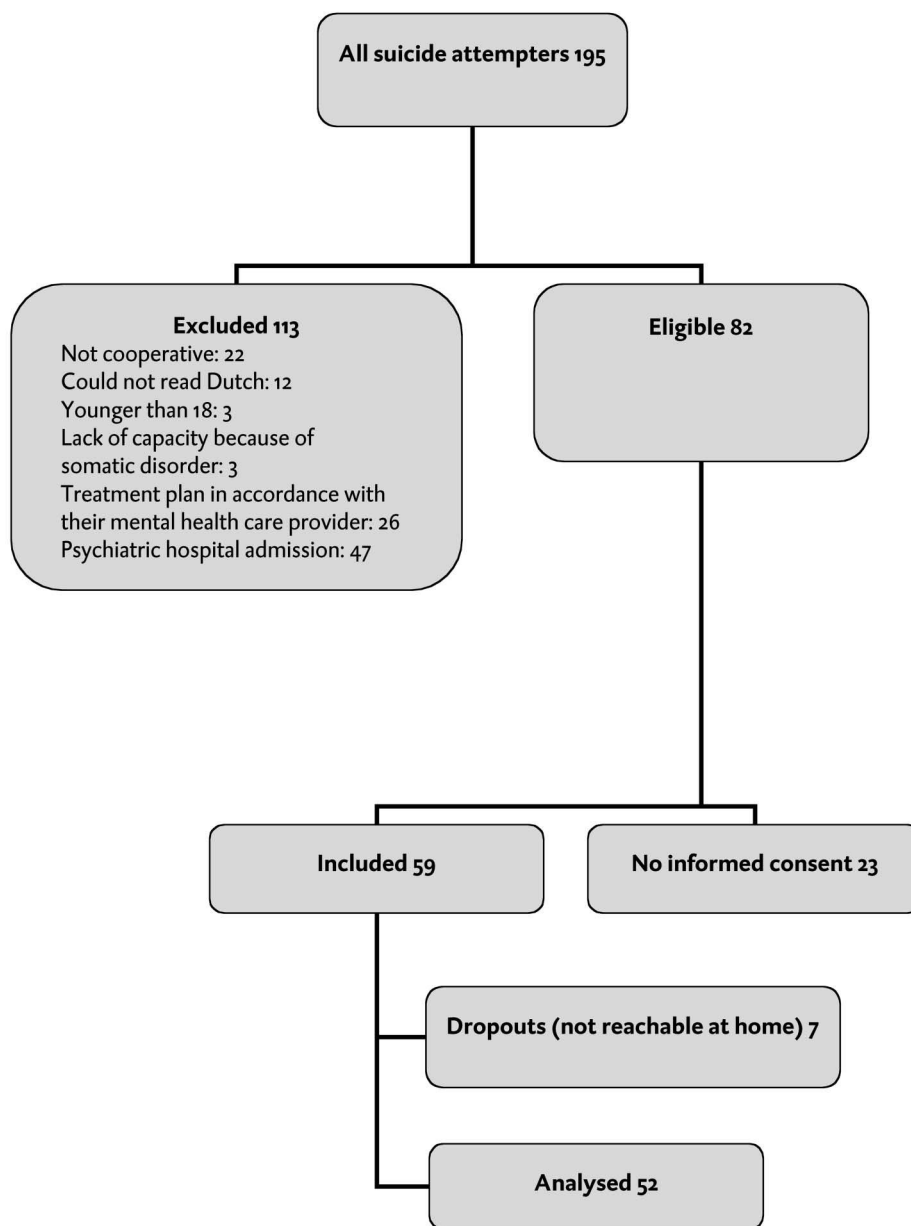 All suicide attempters 195
Excluded 113
Not cooperative: 22
Could not read Dutch: 12
Younger than 18: 3
Lack of capacity because of
somatic disorder: 3
Treatment plan in accordance with
their mental health care provider: 26
Psychiatric hospital admission: 47
Eligible 82
Included 59
No informed consent 23
Dropouts (not reachable at home) 7
Analysed 52